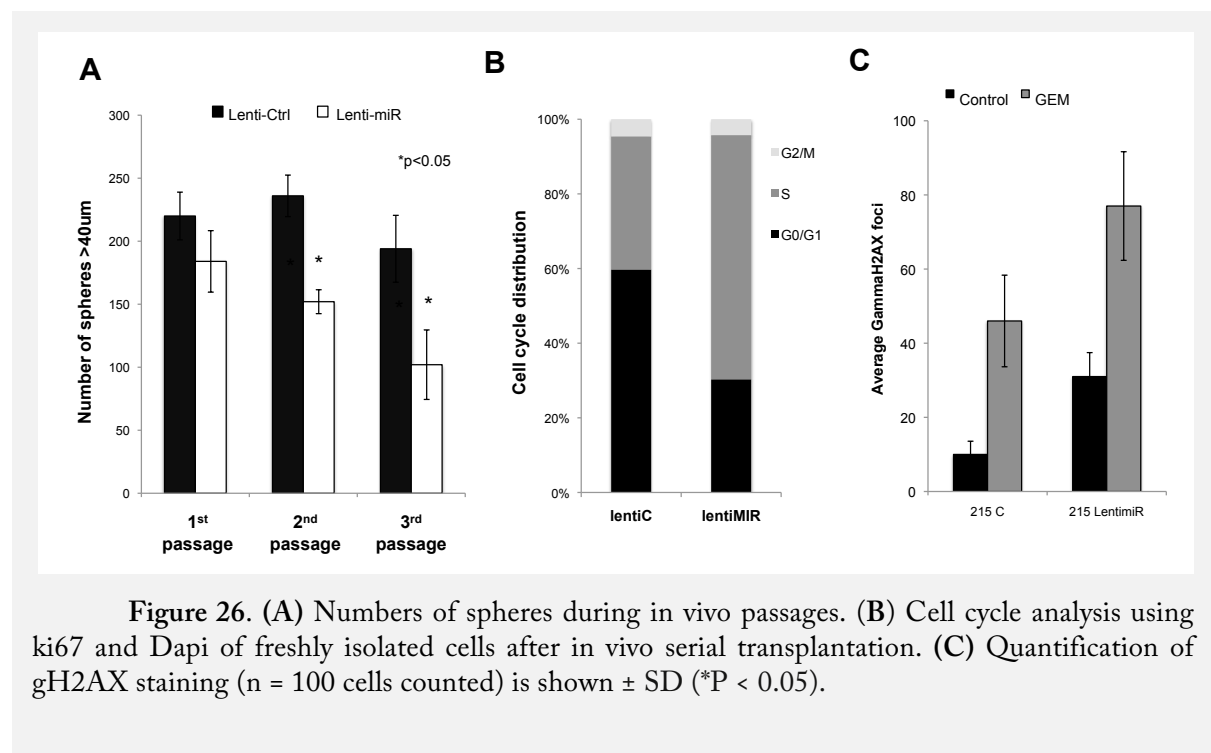 A
Lenti-Ctrl Lenti-miR
*p<0.05
Number of spheres >40um
300
250
200
150
100
50
0
* *
* *
1st passage
2nd passage
3rd passage
B
Cell cycle distribution
100%
80%
60%
40%
20%
0%
G2/M
S
G0/G1
lentiC
lentiMIR
C
Control GEM
Average GammaH2AX foci
100
80
60
40
20
0
215 C
215 LentimiR
Figure 26. (A) Numbers of spheres during in vivo passages. (B) Cell cycle analysis using
ki67 and Dapi of freshly isolated cells after in vivo serial transplantation. (C) Quantification of
gH2AX staining (n = 100 cells counted) is shown ± SD (*P < 0.05).